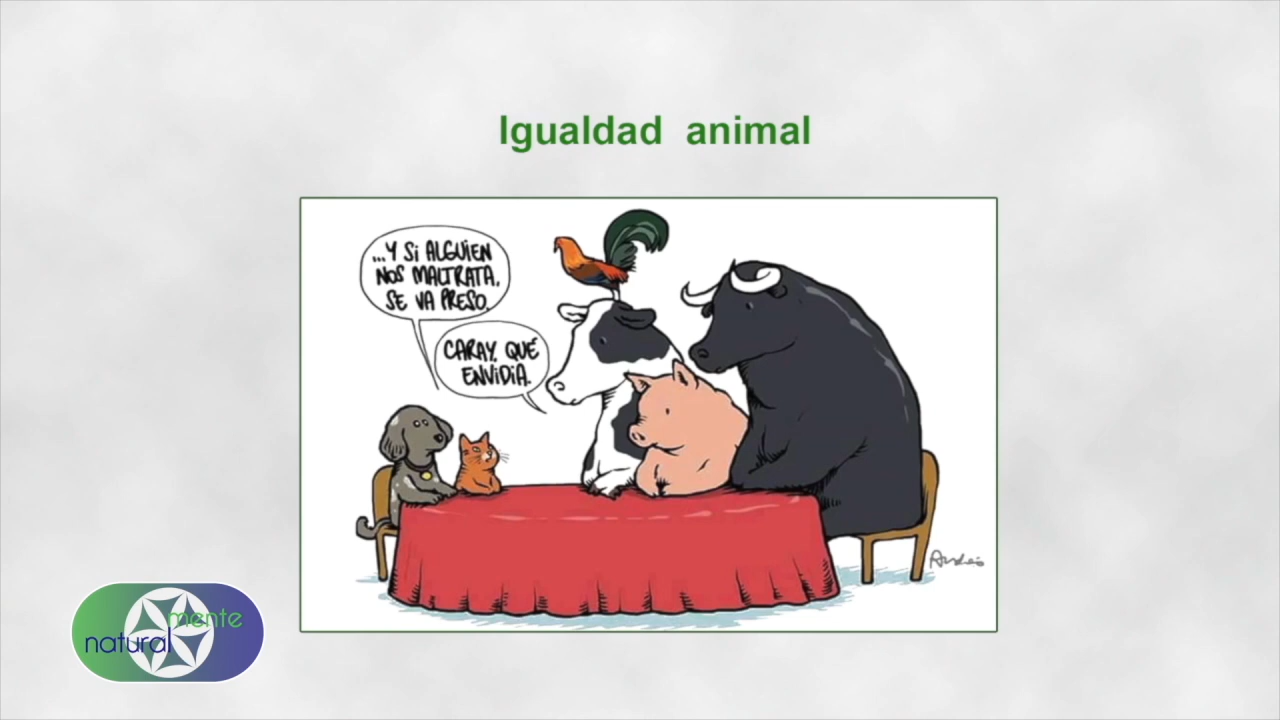 Igualdad animal
...Y Si ALGUiEN
NOS MALTRATA,
SE VA PRESO.
CARAY, QUÉ
ENViDiA.
natural
mente